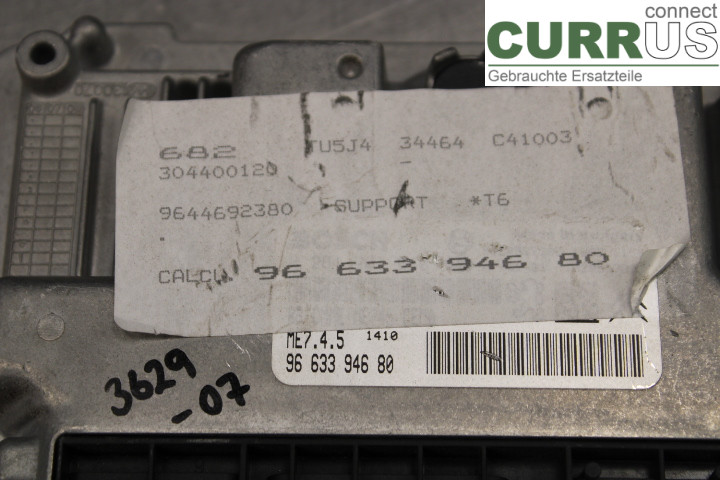 connect
CURRUS
Gebrauchte Ersatzteile
682 TU5J4 34464 C41003
304400120
9644692380 SUPPORT *T6
CALCU. 96 633 946 80
ME7.4.5 1410
96 633 946 80
3629
-07